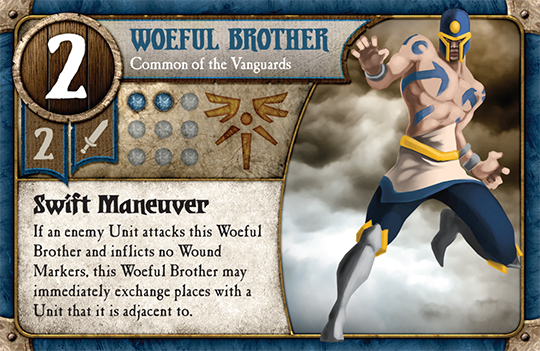 2
WOEFUL BROTHER
Common of the Vanguards
2
Swift Maneuver
If an enemy Unit attacks this Woeful
Brother and inflicts no Wound
Markers, this Woeful Brother may
immediately exchange places with a
Unit that it is adjacent to.